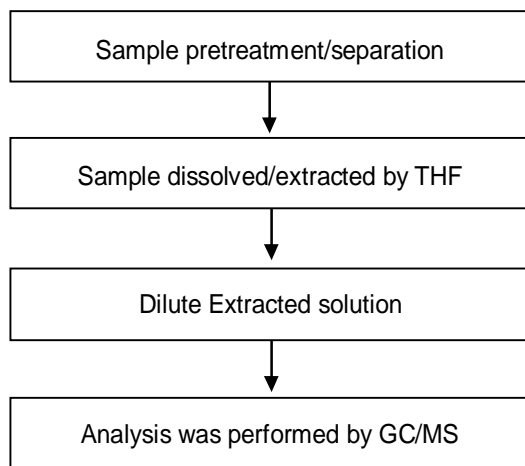 Sample pretreatment/separation
Sample dissolved/extracted by THF
Dilute Extracted solution
Analysis was performed by GC/MS